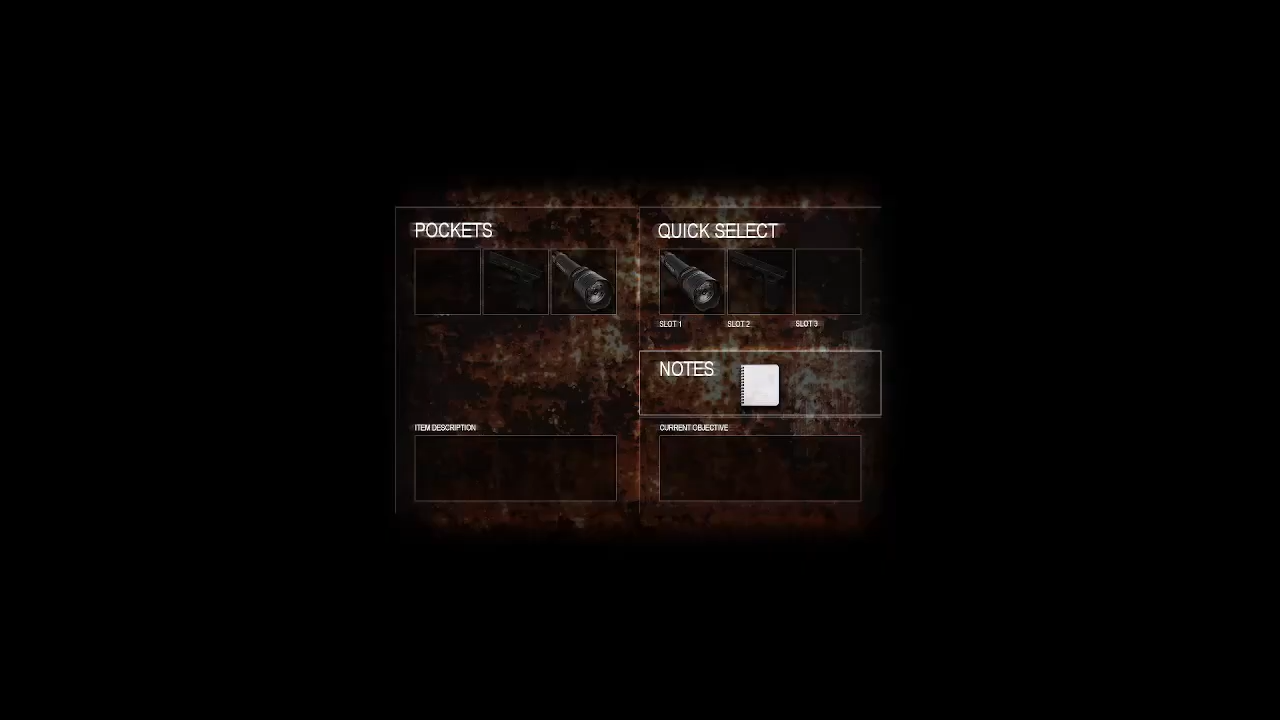 POCKETS
QUICK SELECT
SLOT 1
SLOT 2
SLOT 3
NOTES
ITEM DESCRIPTION
CURRENT OBJECTIVE